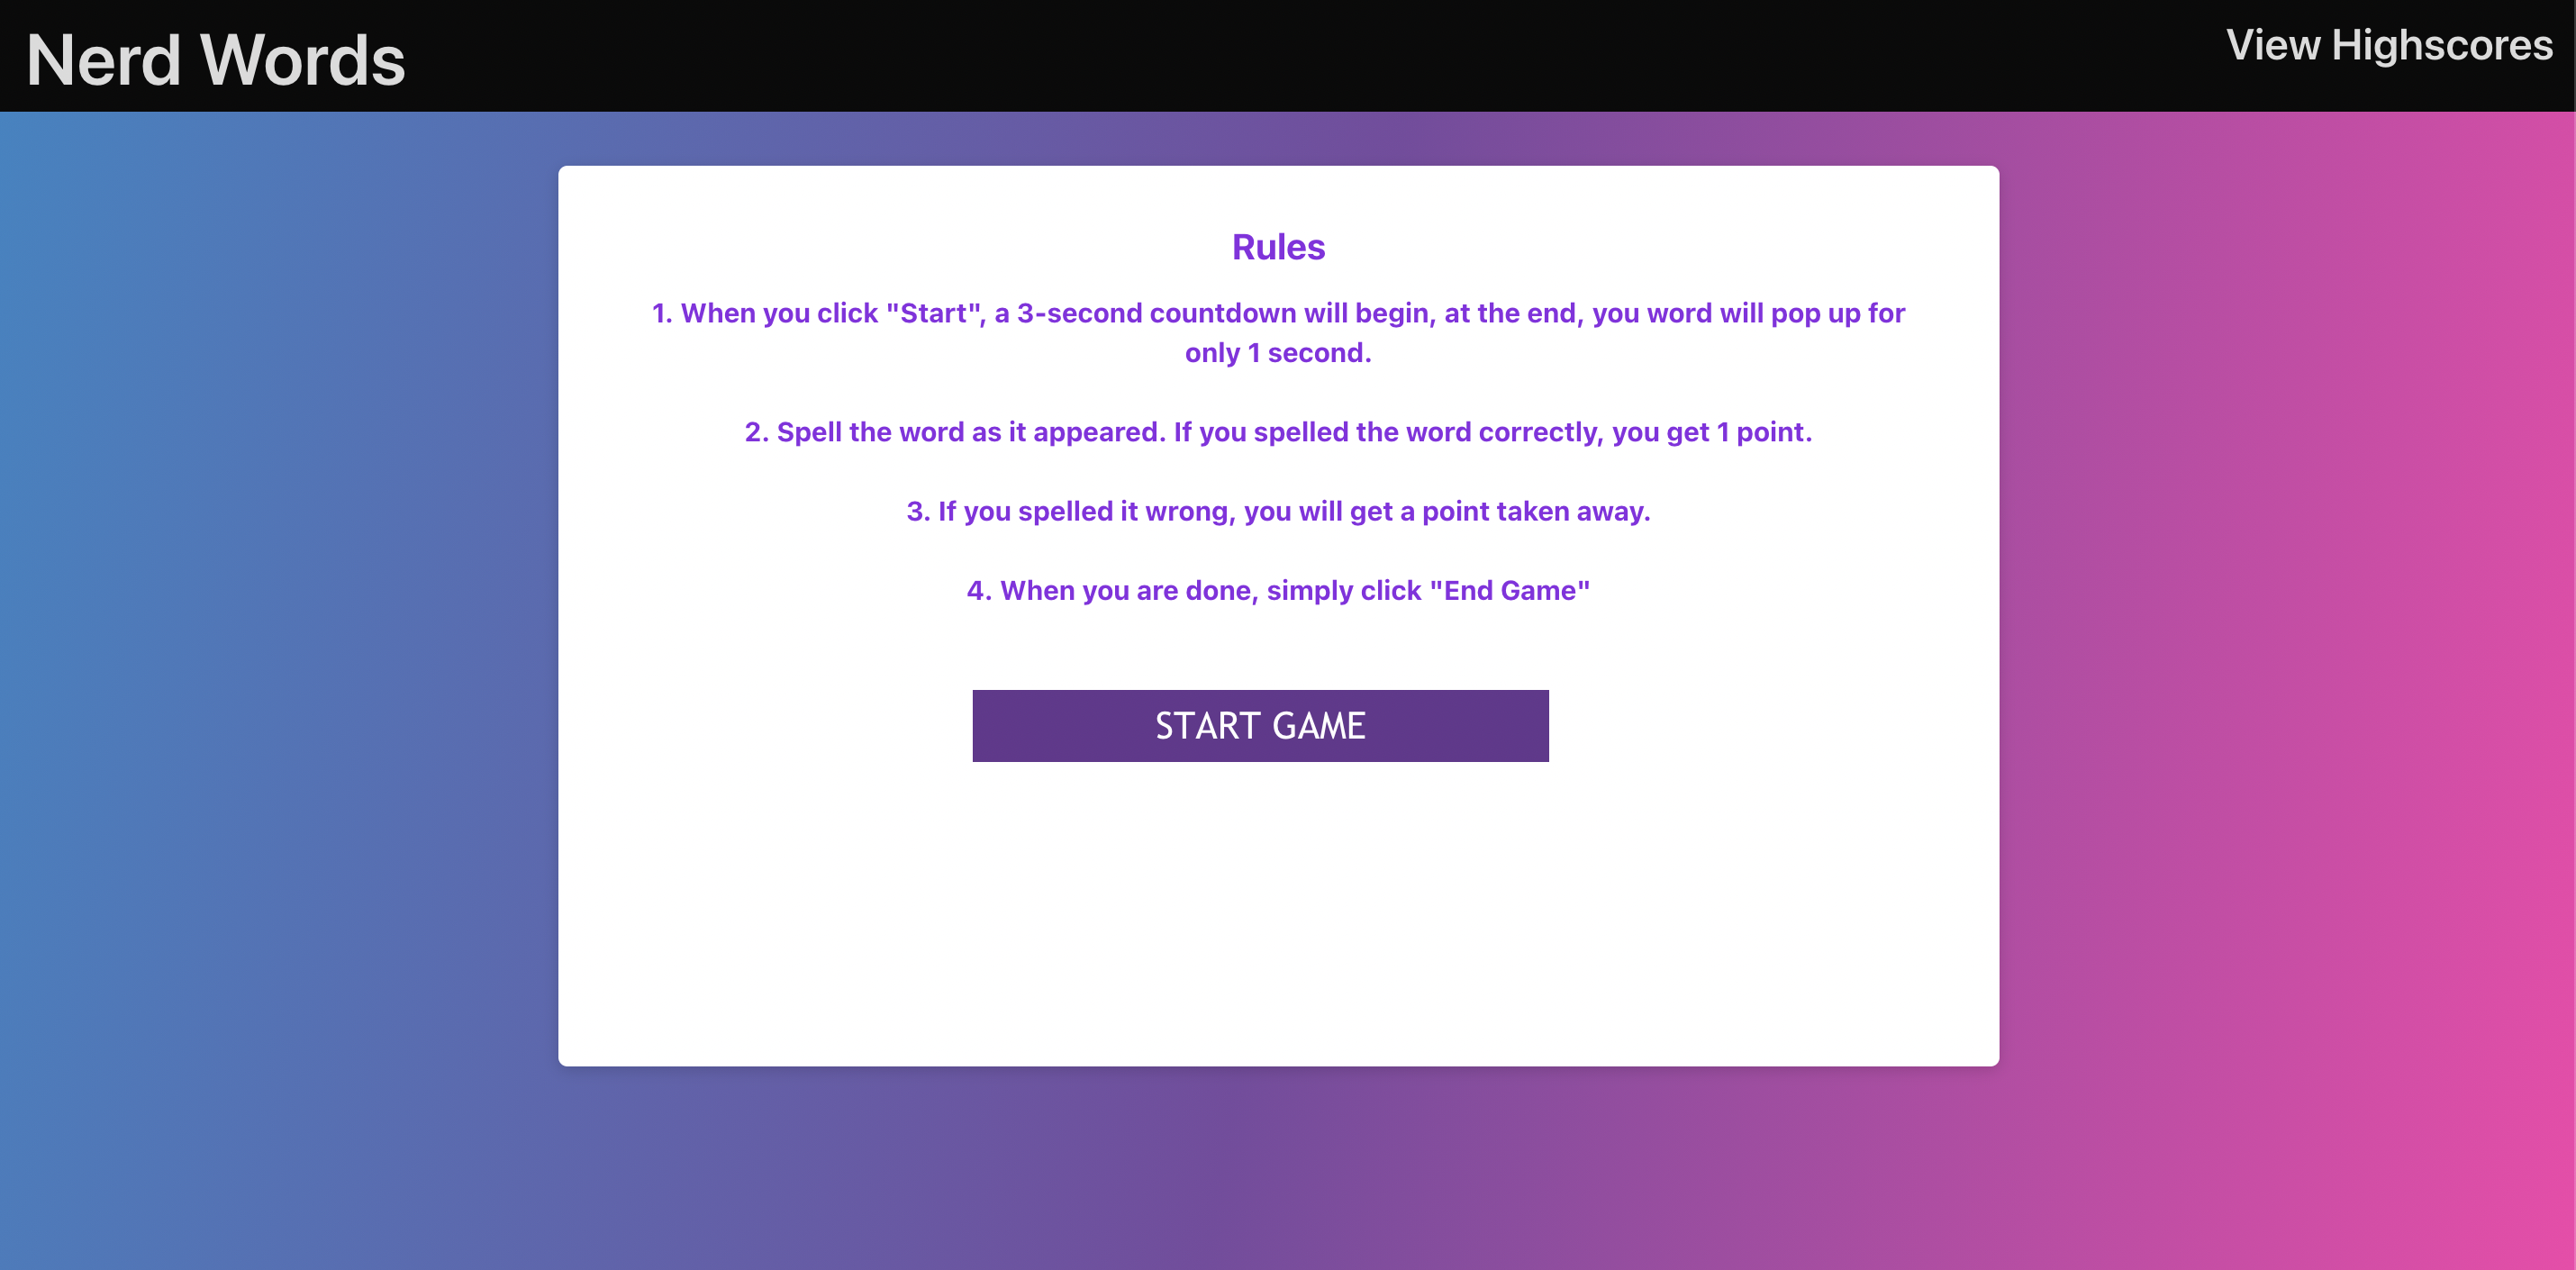 Nerd Words
View Highscores
Rules
1. When you click "Start", a 3-second countdown will begin, at the end, you word will pop up for
only 1 second.
2. Spell the word as it appeared. If you spelled the word correctly, you get 1 point.
3. If you spelled it wrong, you will get a point taken away.
4. When you are done, simply click "End Game"
START GAME